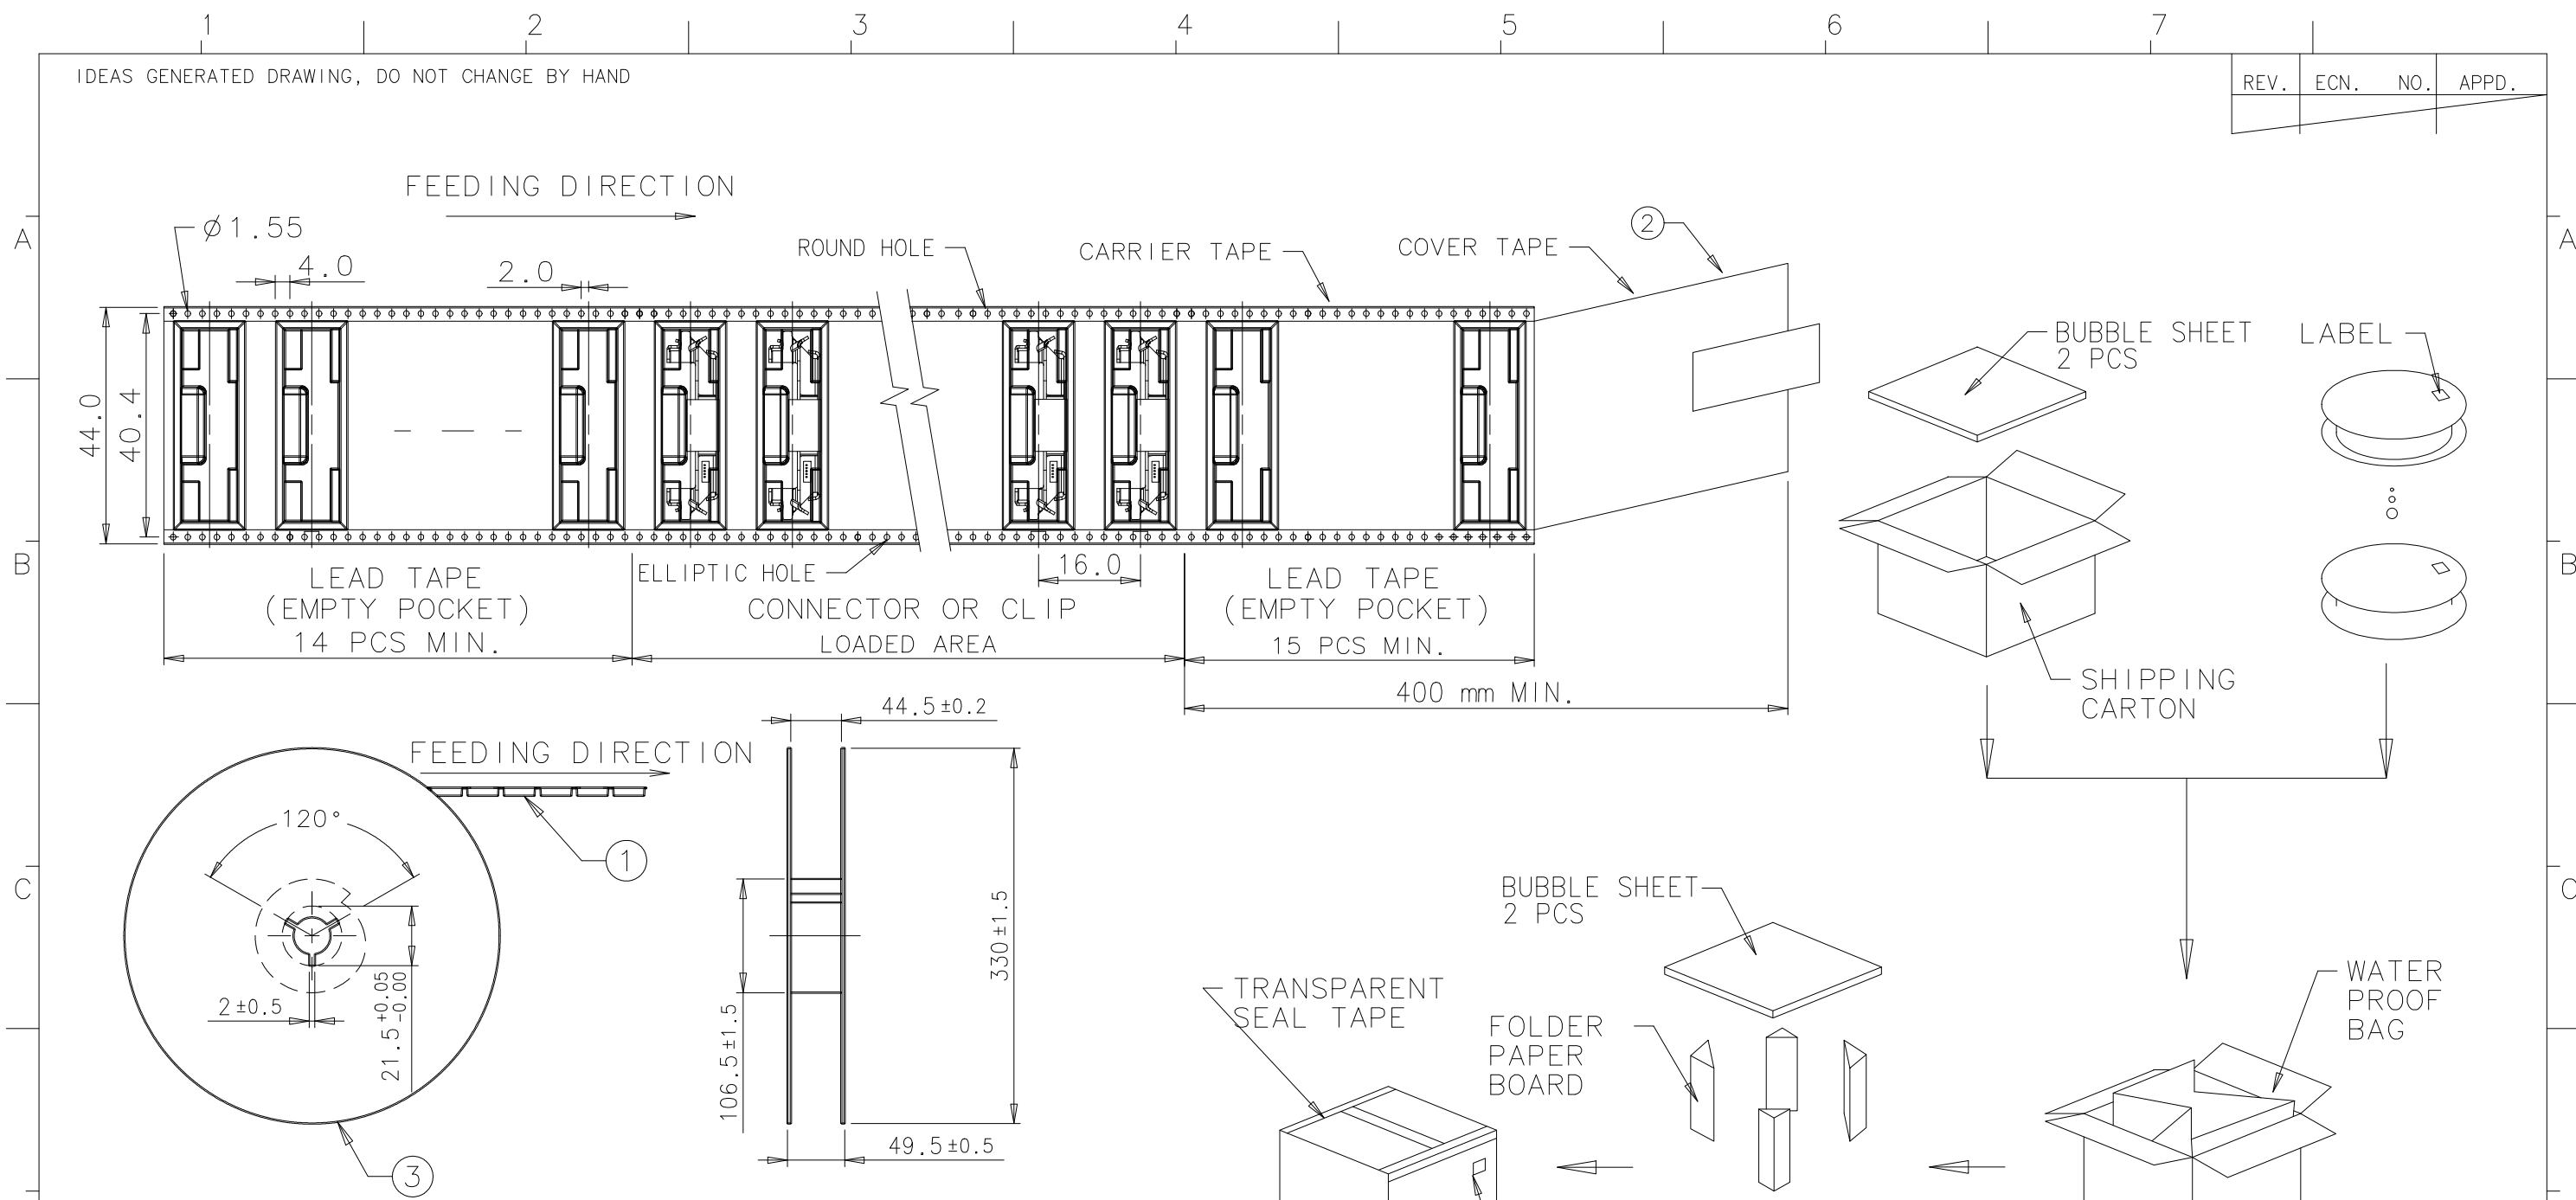 1 2 3 4 5 6 7
IDEAS GENERATED DRAWING, DO NOT CHANGE BY HAND
REV. ECN. NO. APPD.
FEEDING DIRECTION
A
A
Ø1.55
4.0
2.0
ROUND HOLE
CARRIER TAPE
COVER TAPE
2
BUBBLE SHEET
2 PCS
LABEL
44.0
40.4
B
B
LEAD TAPE
(EMPTY POCKET)
14 PCS MIN.
ELLIPTIC HOLE
CONNECTOR OR CLIP
LOADED AREA
16.0
LEAD TAPE
(EMPTY POCKET)
15 PCS MIN.
400 mm MIN.
SHIPPING
CARTON
FEEDING DIRECTION
44.5±0.2
120°
1
C
C
2±0.5
21.5 +0.05
-0.00
106.5±1.5
330±1.5
49.5±0.5
3
BUBBLE SHEET
2 PCS
TRANSPARENT
SEAL TAPE
FOLDER
PAPER
BOARD
WATER
PROOF
BAG